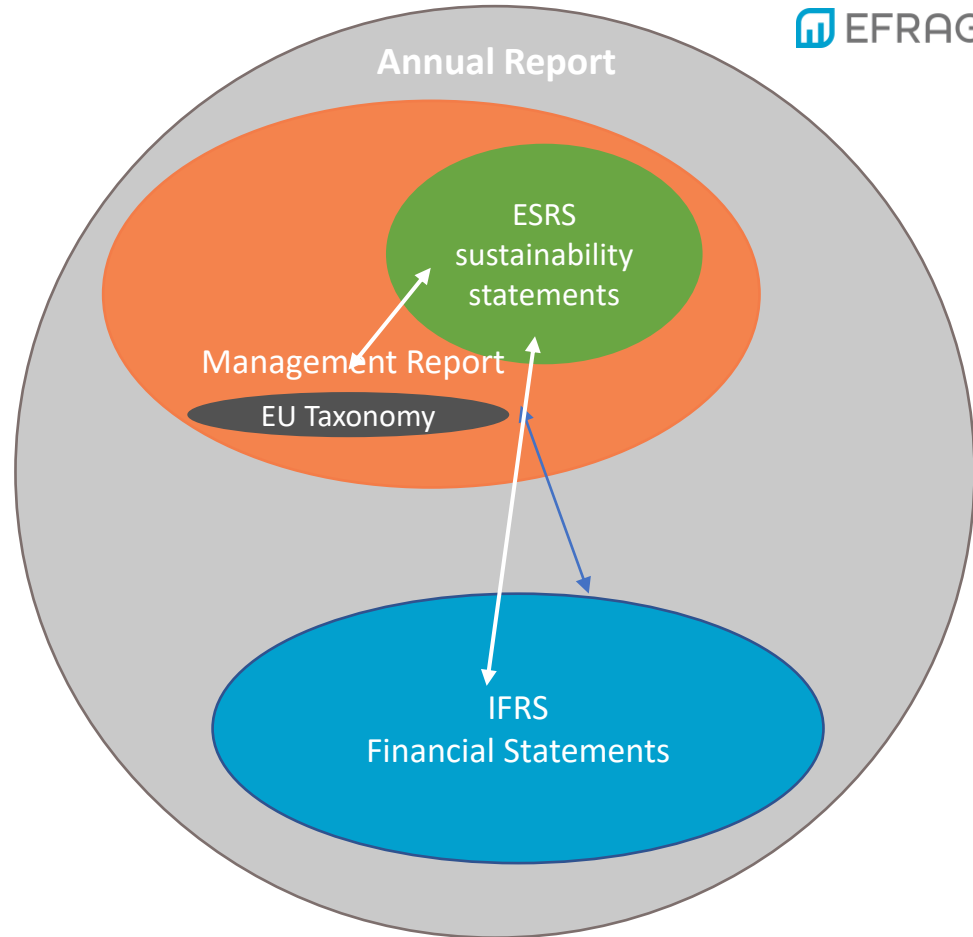 EFRAG
Annual Report
ESRS
sustainability
statements
Management Report
EU Taxonomy
IFRS
Financial Statements